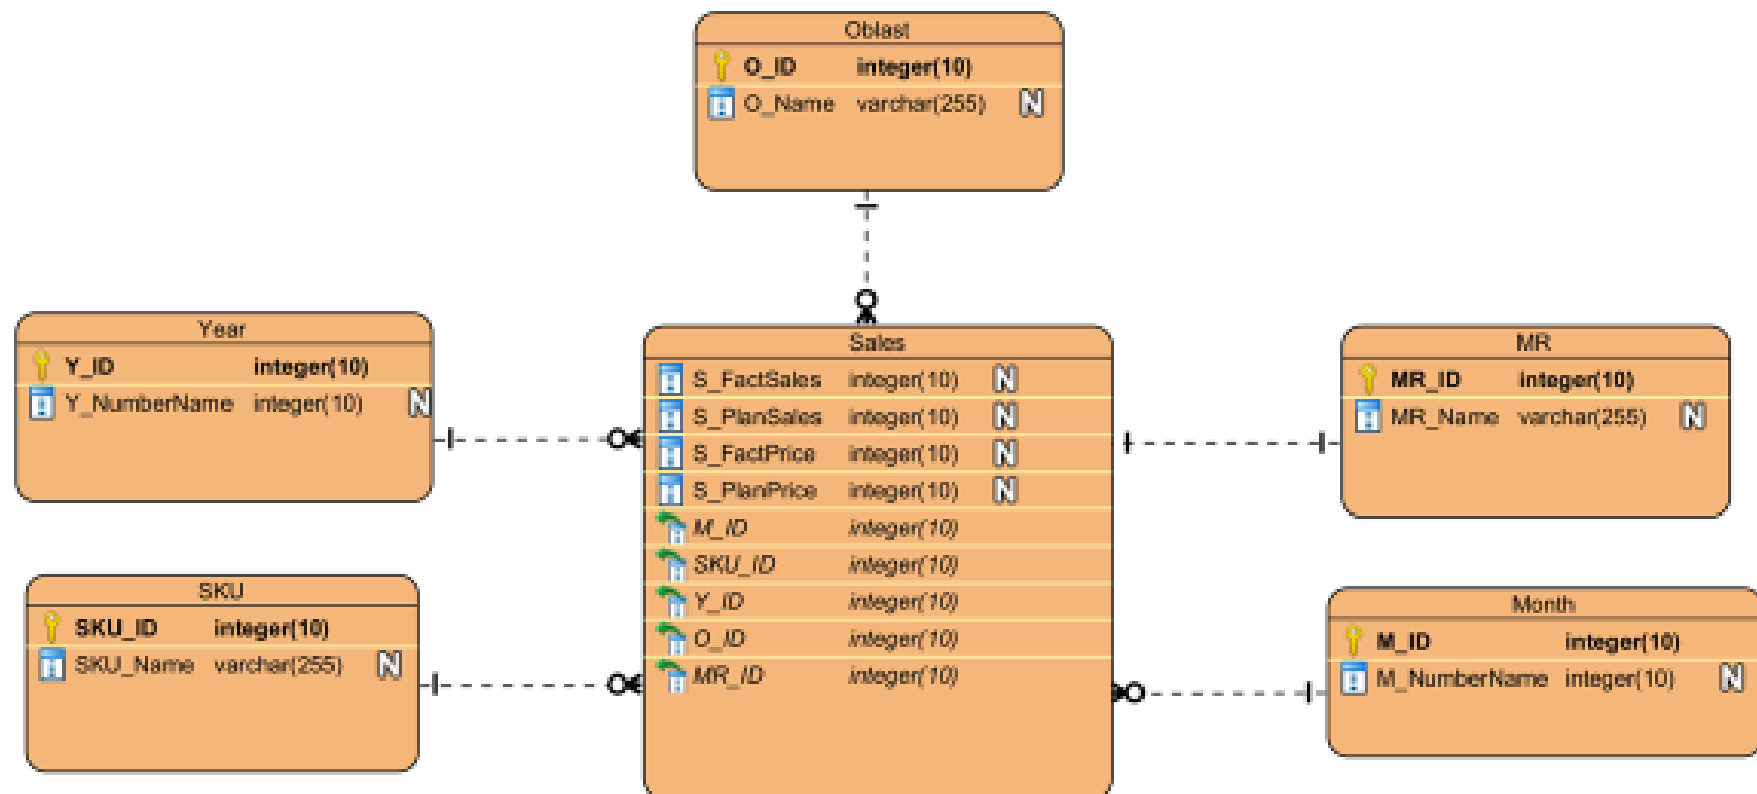 Oblast
O_ID integer(10)
O_Name varchar(255) N
Year
Y_ID integer(10)
Y_NumberName integer(10) N
Sales
S_FactSales integer(10) N
S_PlanSales integer(10) N
S_FactPrice integer(10) N
S_PlanPrice integer(10) N
M_ID integer(10)
SKU_ID integer(10)
Y_ID integer(10)
O_ID integer(10)
MR_ID integer(10)
MR
MR_ID integer(10)
MR_Name varchar(255) N
SKU
SKU_ID integer(10)
SKU_Name varchar(255) N
Month
M_ID integer(10)
M_NumberName integer(10) N